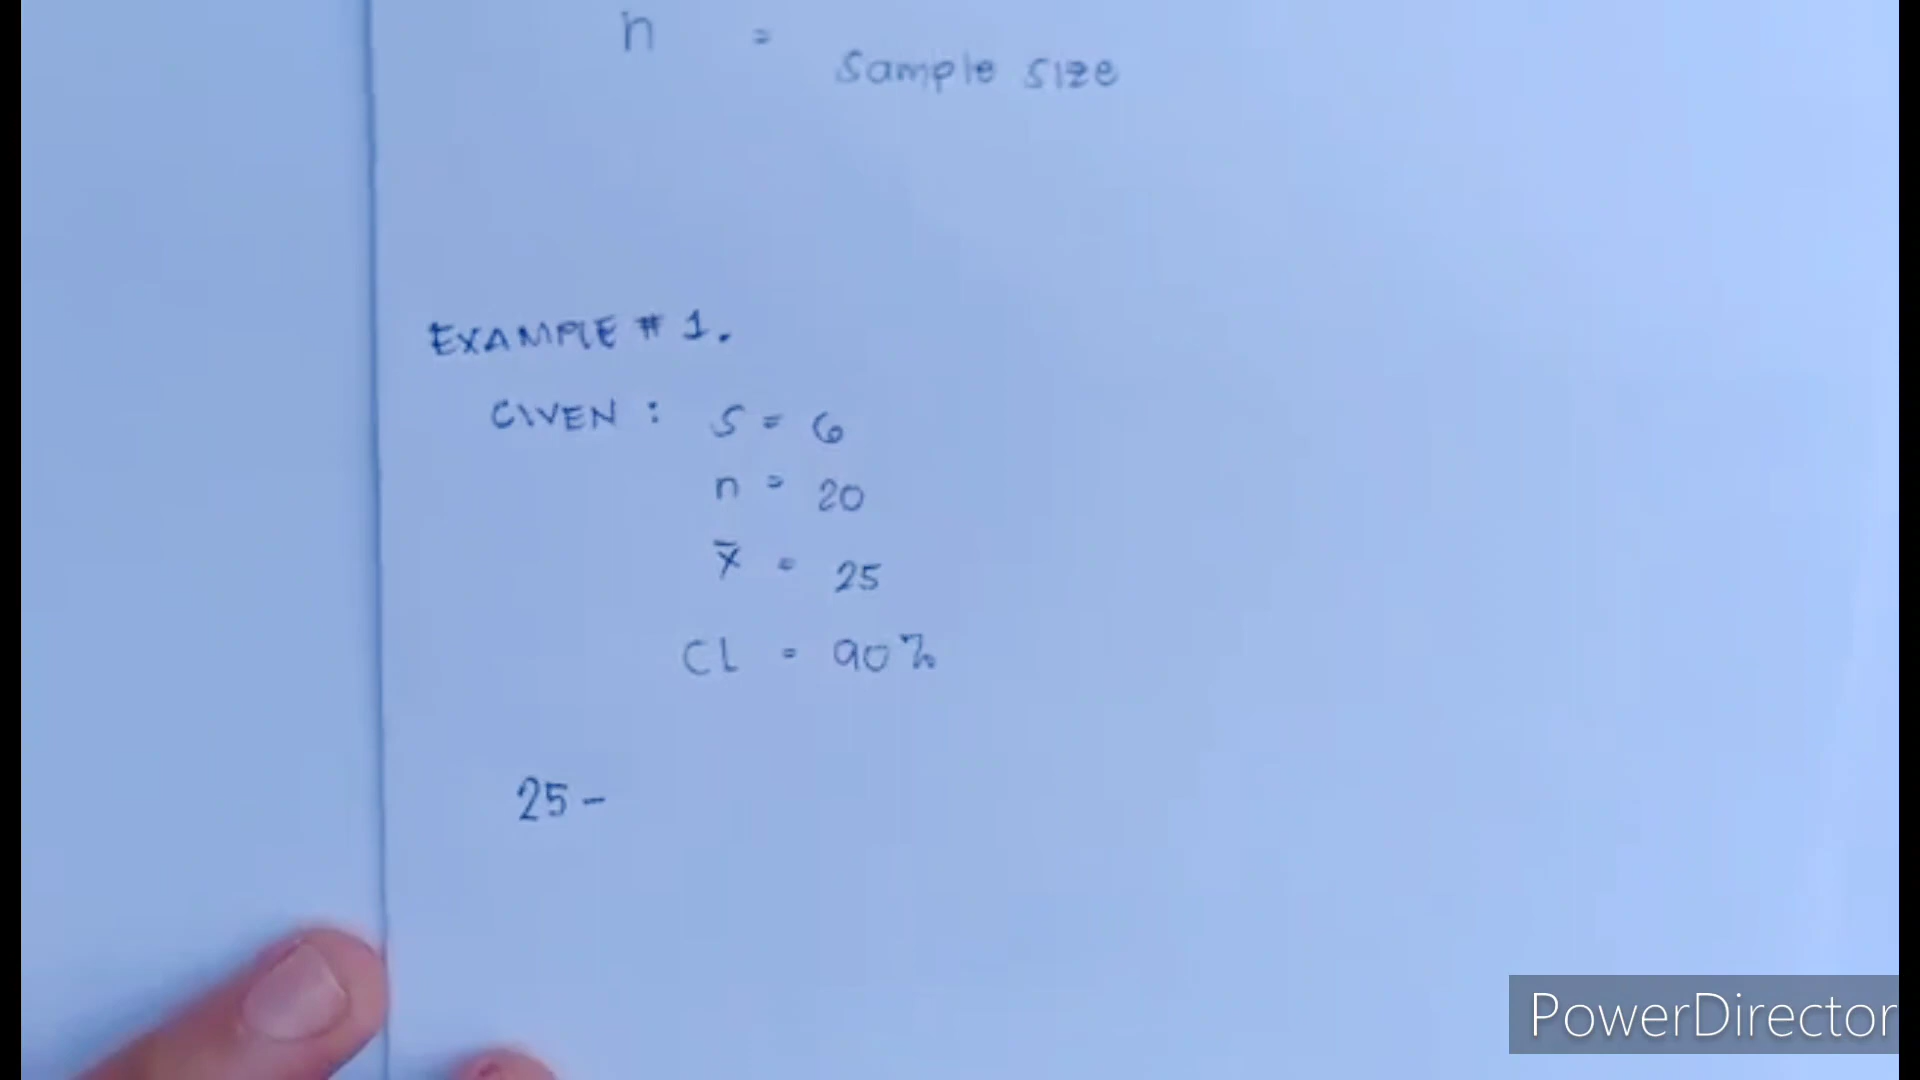 n =
Sample size
EXAMPLE # 1.
GIVEN : S = 6
n = 20
x̄ = 25
CL = 90%
25 -
PowerDirector